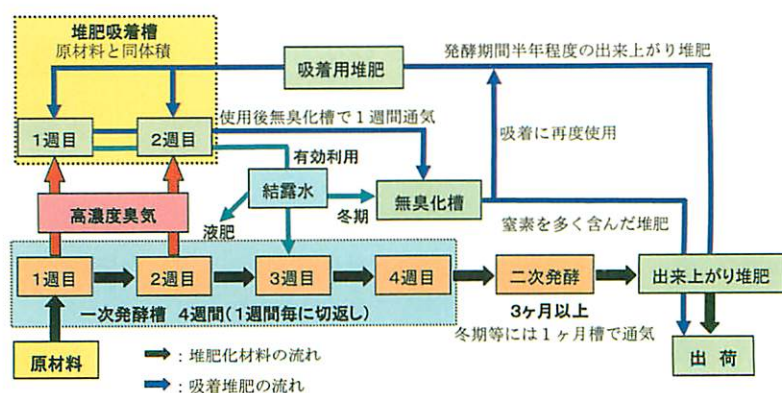 堆肥吸着槽
原材料と同体積
発酵期間半年程度の出来上がり堆肥
吸着用堆肥
使用後無臭化槽で1週間通気
1週目
2週目
吸着に再度使用
有効利用
結露水
高濃度臭気
冬期
無臭化槽
液肥
窒素を多く含んだ堆肥
1週目
2週目
3週目
4週目
二次発酵
出来上がり堆肥
一次発酵槽 4週間(1週間毎に切返し)
3ヶ月以上
冬期等には1ヶ月槽で通気
原材料
:堆肥化材料の流れ
出 荷
:吸着堆肥の流れ